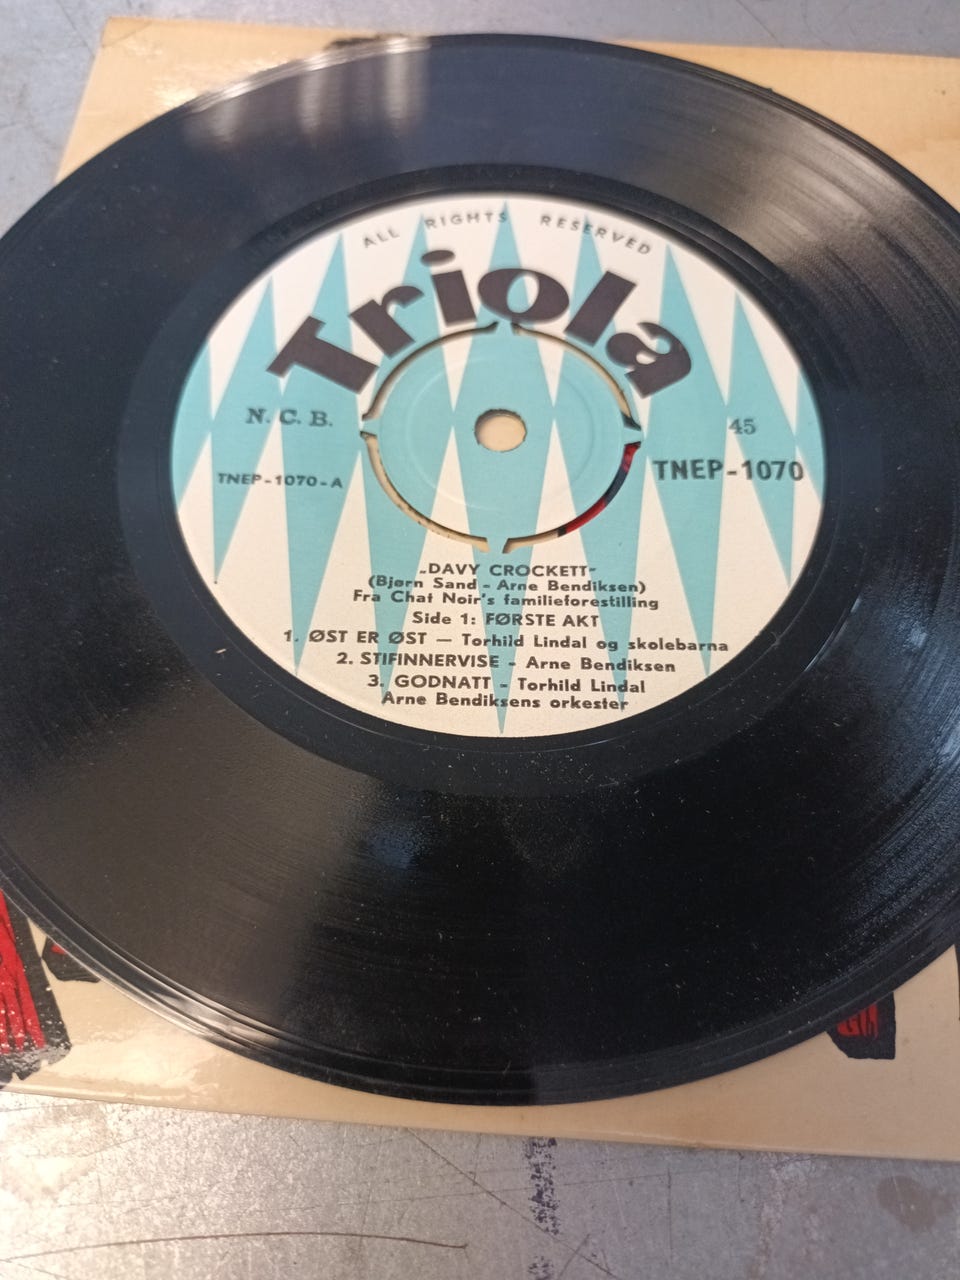 ALL RIGHTS RESERVED
Triola
N. C. B.
45
TNEP-1070-A
TNEP-1070
„DAVY CROCKETT"
(Bjørn Sand - Arne Bendiksen)
Fra Chat Noir's familieforestilling
Side 1: FØRSTE AKT
1. ØST ER ØST — Torhild Lindal og skolebarna
2. STIFINNERVISE - Arne Bendiksen
3. GODNATT - Torhild Lindal
Arne Bendiksens orkester